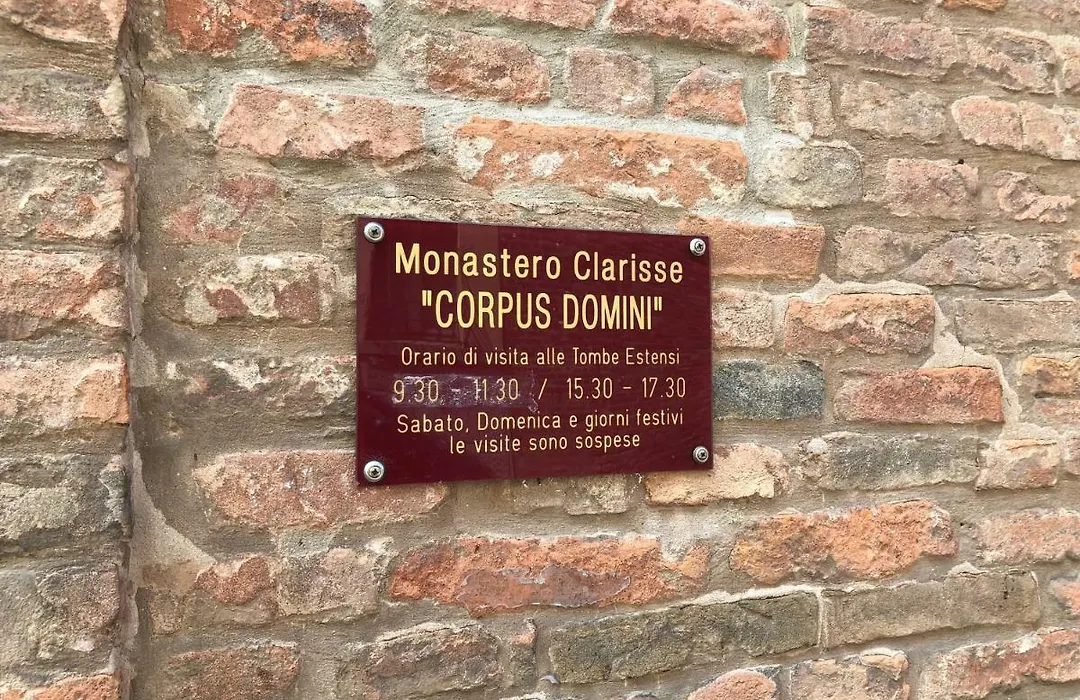 Monastero Clarisse
"CORPUS DOMINI"
Orario di visita alle Tombe Estensi
9.30 - 11.30 / 15.30 - 17.30
Sabato, Domenica e giorni festivi
le visite sono sospese